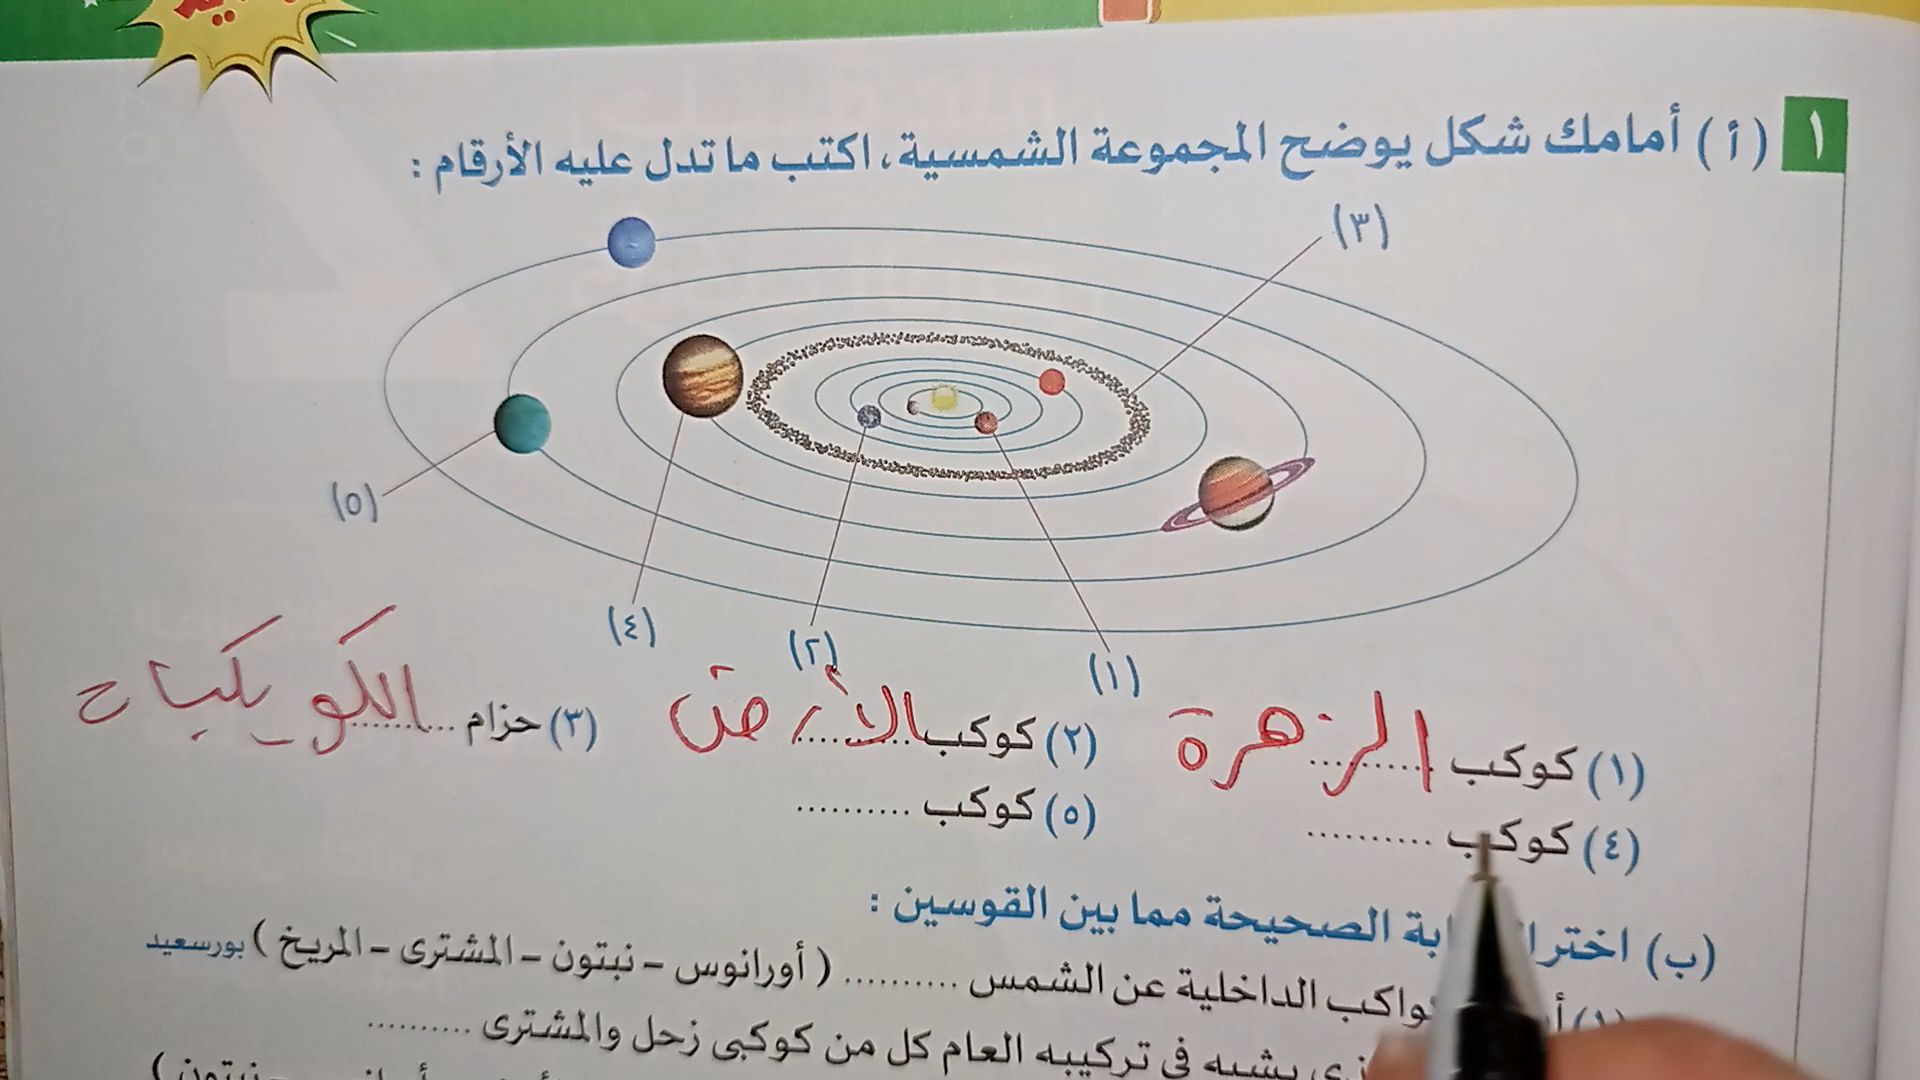 ١ (أ) أمامك شكل يوضح المجموعة الشمسية، اكتب ما تدل عليه الأرقام :
(٣)
(٥)
(٤)
(٢)
(١)
(١) كوكب الزهرة (٢) كوكب الأرض (٣) حزام الكويكبات
(٤) كوكب .......... (٥) كوكب ..........
(ب) اختر الإجابة الصحيحة مما بين القوسين :
الكواكب الداخلية عن الشمس .......... ( أورانوس – نبتون – المشترى – المريخ ) بورسعيد
يشبه في تركيبه العام كل من كوكبى زحل والمشترى ..........
نبتون )